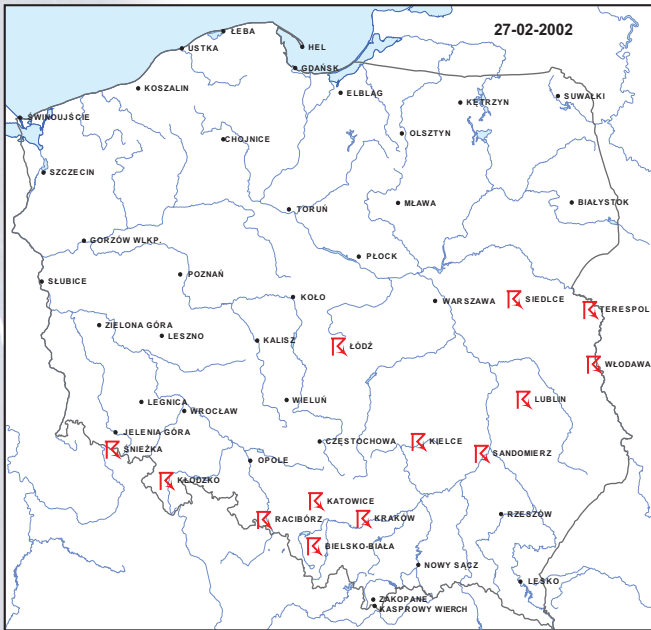 27-02-2002
ŁEBA
USTKA
HEL
GDAŃSK
KOSZALIN
ELBLĄG
KĘTRZYN
SUWAŁKI
ŚWINOUJŚCIE
CHOJNICE
OLSZTYN
SZCZECIN
TORUŃ
MŁAWA
BIAŁYSTOK
GORZÓW WLKP.
PŁOCK
SŁUBICE
POZNAŃ
KOŁO
WARSZAWA
SIEDLCE
TERESPOL
ZIELONA GÓRA
LESZNO
KALISZ
ŁÓDŹ
WŁODAWA
LEGNICA
WROCŁAW
WIELUŃ
LUBLIN
JELENIA GÓRA
ŚNIEŻKA
CZĘSTOCHOWA
KIELCE
SANDOMIERZ
OPOLE
KŁODZKO
KATOWICE
RACIBÓRZ
KRAKÓW
RZESZÓW
BIELSKO-BIAŁA
NOWY SĄCZ
LESKO
ZAKOPANE
KASPROWY WIERCH